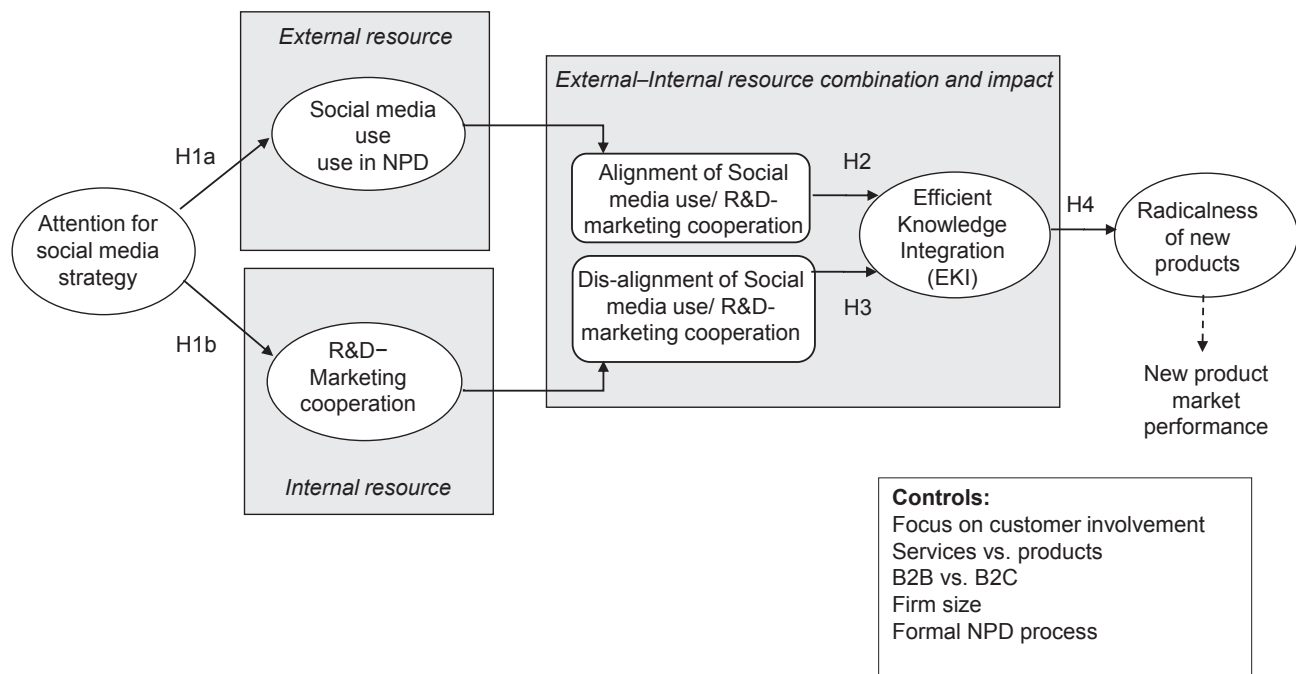 External resource
Social media
use
use in NPD
H1a
Attention for
social media
strategy
H1b
R&D–
Marketing
cooperation
Internal resource
External–Internal resource combination and impact
Alignment of Social
media use/ R&D-
marketing cooperation
H2
Dis-alignment of Social
media use/ R&D-
marketing cooperation
H3
Efficient
Knowledge
Integration
(EKI)
H4
Radicalness
of new
products
New product
market
performance
Controls:
Focus on customer involvement
Services vs. products
B2B vs. B2C
Firm size
Formal NPD process